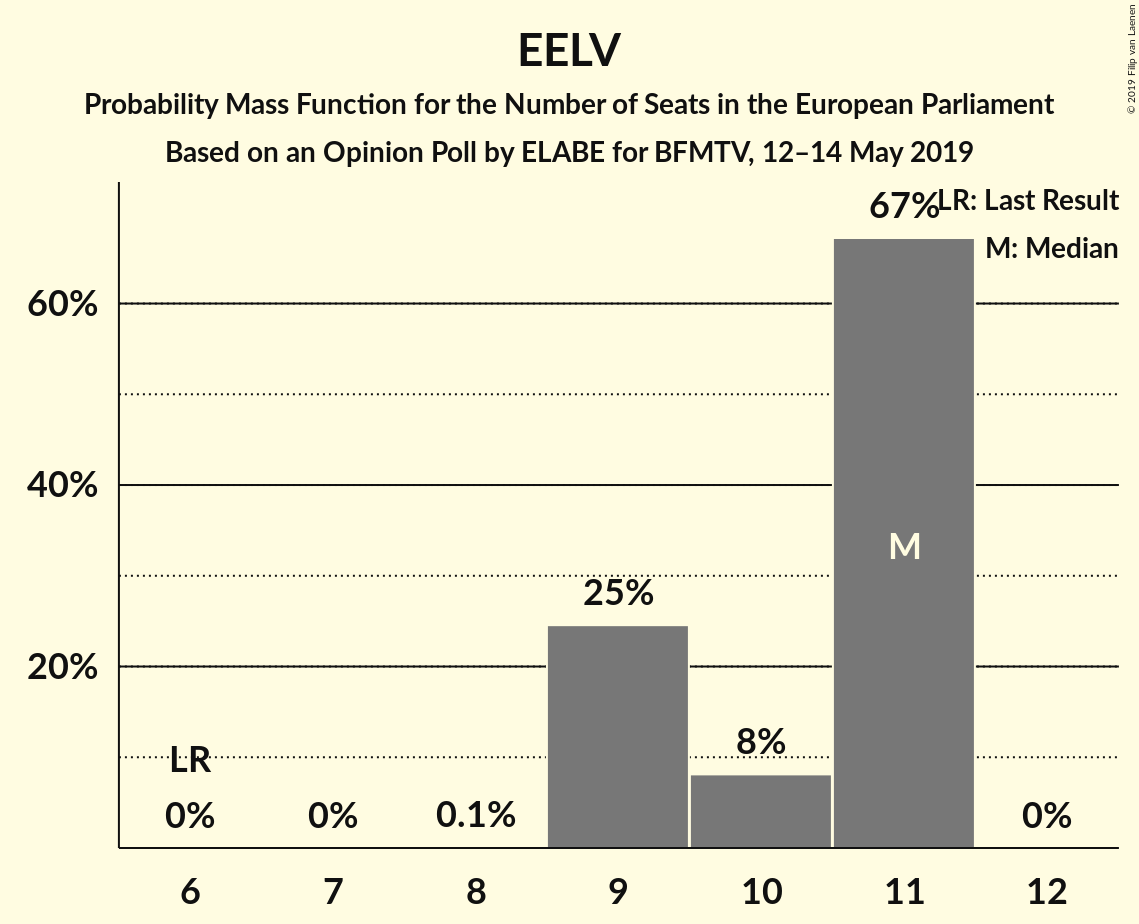 EELV
Probability Mass Function for the Number of Seats in the European Parliament
Based on an Opinion Poll by ELABE for BFMTV, 12–14 May 2019
© 2019 Filip van Laenen
LR: Last Result
M: Median
67%
60%
40%
M
25%
20%
8%
LR
0%
0%
0.1%
0%
6 7 8 9 10 11 12